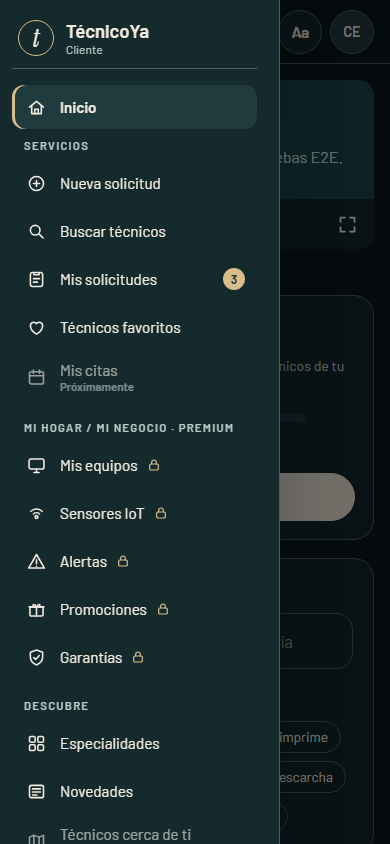 t
TécnicoYa
Cliente
Aa
CE
Inicio
SERVICIOS
ebas E2E.
Nueva solicitud
Buscar técnicos
Mis solicitudes
3
Técnicos favoritos
Mis citas
Próximamente
nicos de tu
MI HOGAR / MI NEGOCIO · PREMIUM
Mis equipos
Sensores IoT
Alertas
Promociones
Garantías
ía
DESCUBRE
Especialidades
imprime
escarcha
Novedades
Técnicos cerca de ti